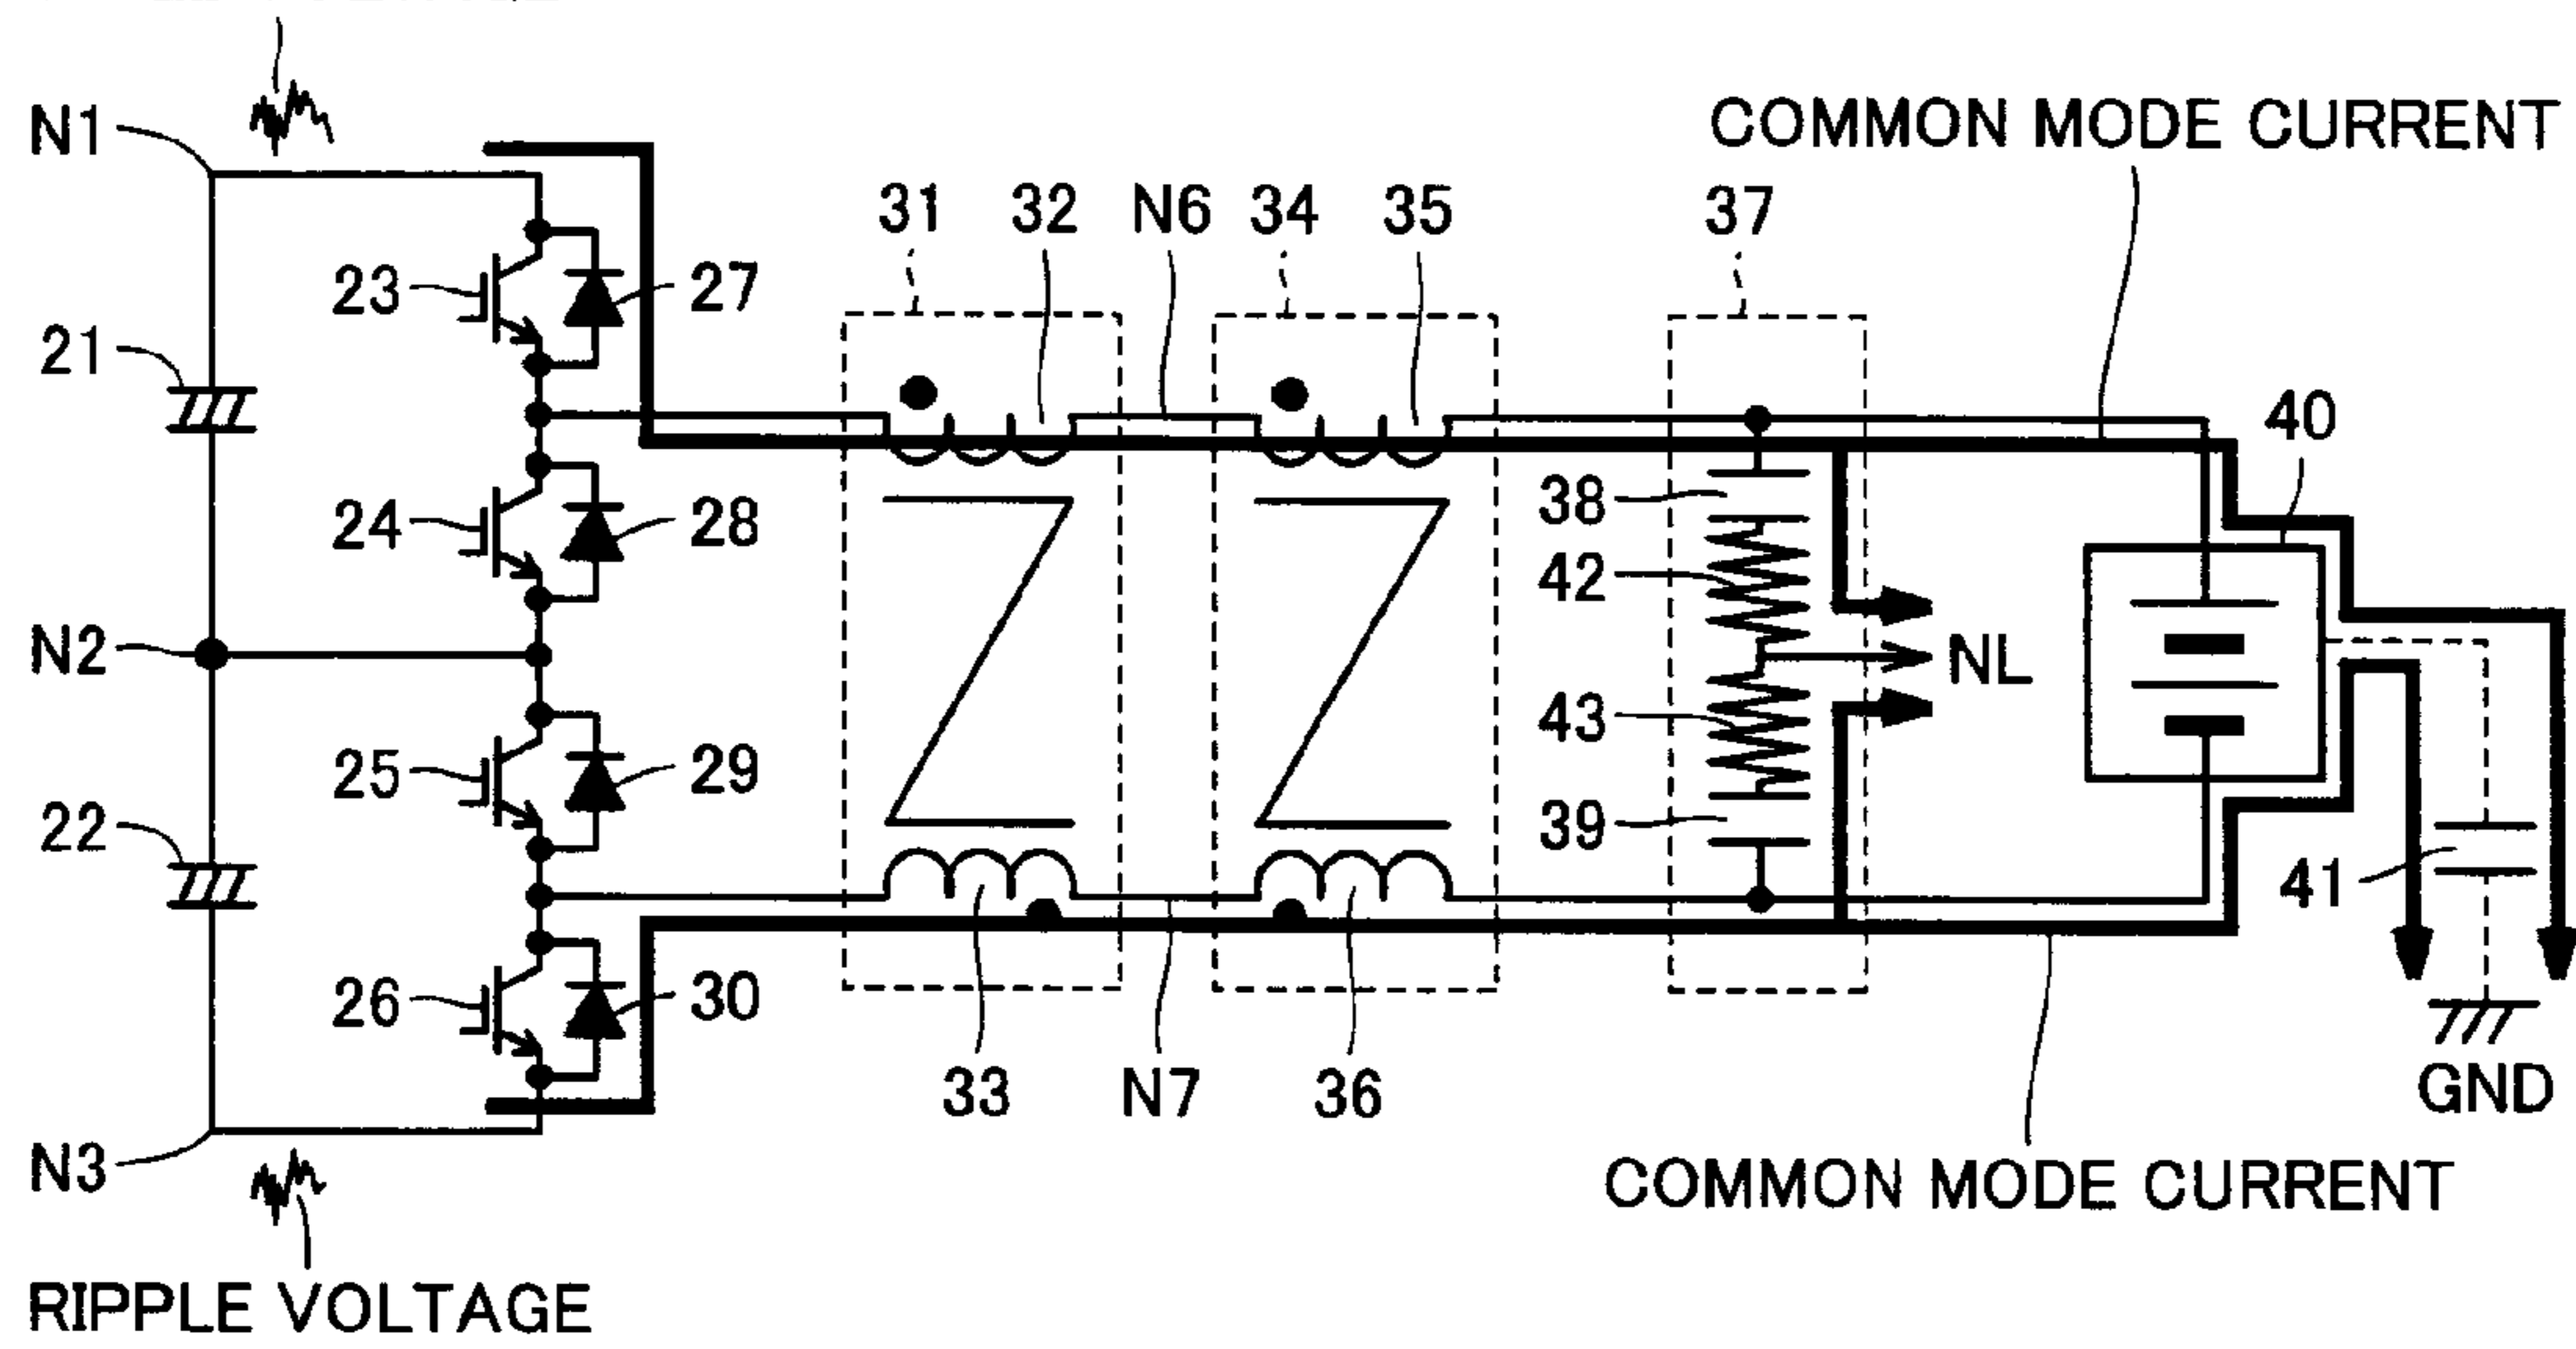 N1
COMMON MODE CURRENT
31
32
N6
34
35
37
23
27
21
40
38
24
28
42
N2
NL
25
29
43
22
39
41
26
30
33
N7
36
GND
N3
COMMON MODE CURRENT
RIPPLE VOLTAGE